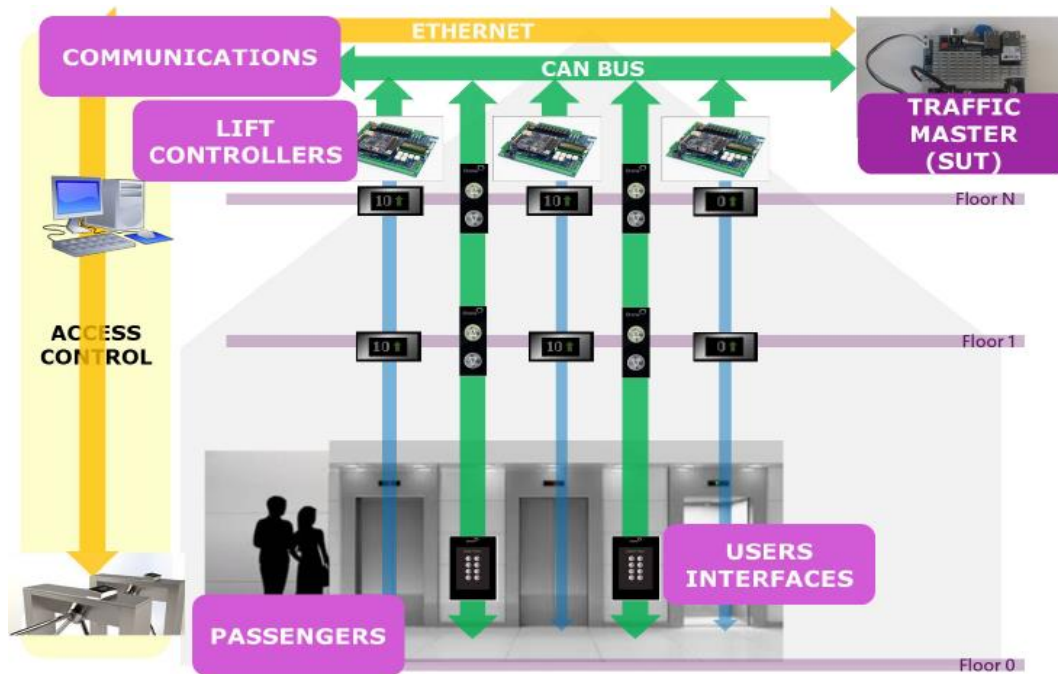 ETHERNET
COMMUNICATIONS
CAN BUS
LIFT
CONTROLLERS
TRAFFIC
MASTER
(SUT)
10
10
0
Floor N
ACCESS
CONTROL
10
10
0
Floor 1
USERS
INTERFACES
PASSENGERS
Floor 0